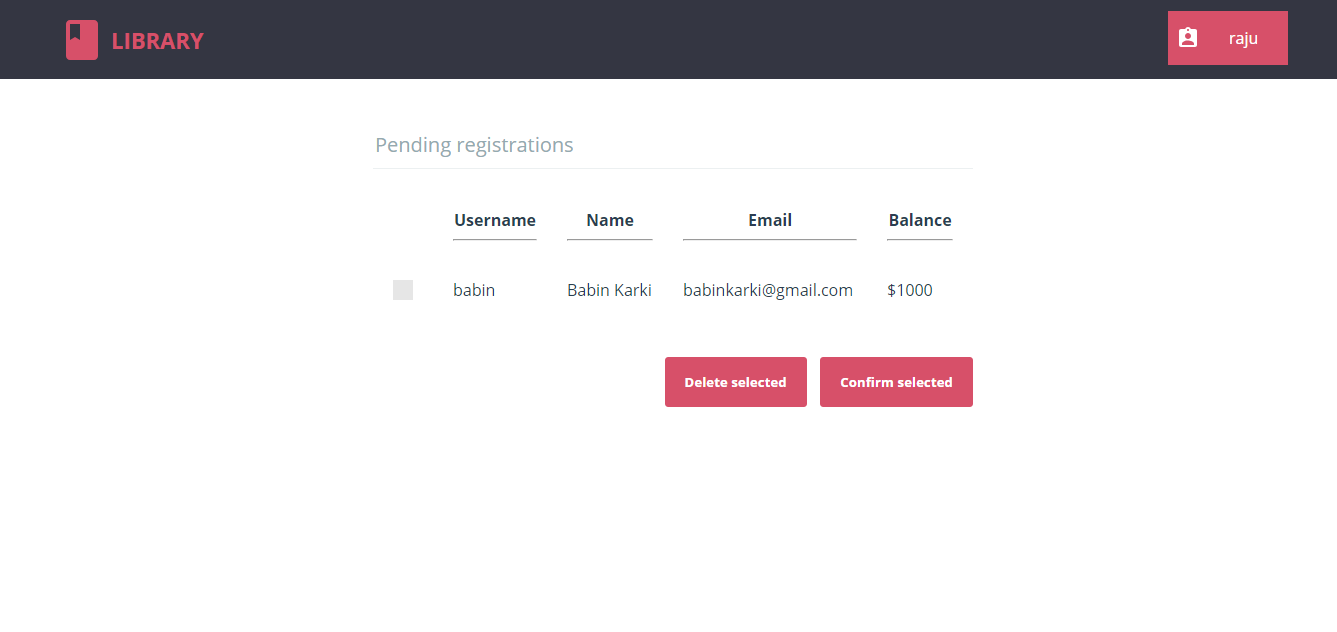 LIBRARY
raju
Pending registrations
Username Name Email Balance
babin Babin Karki babinkarki@gmail.com $1000
Delete selected Confirm selected